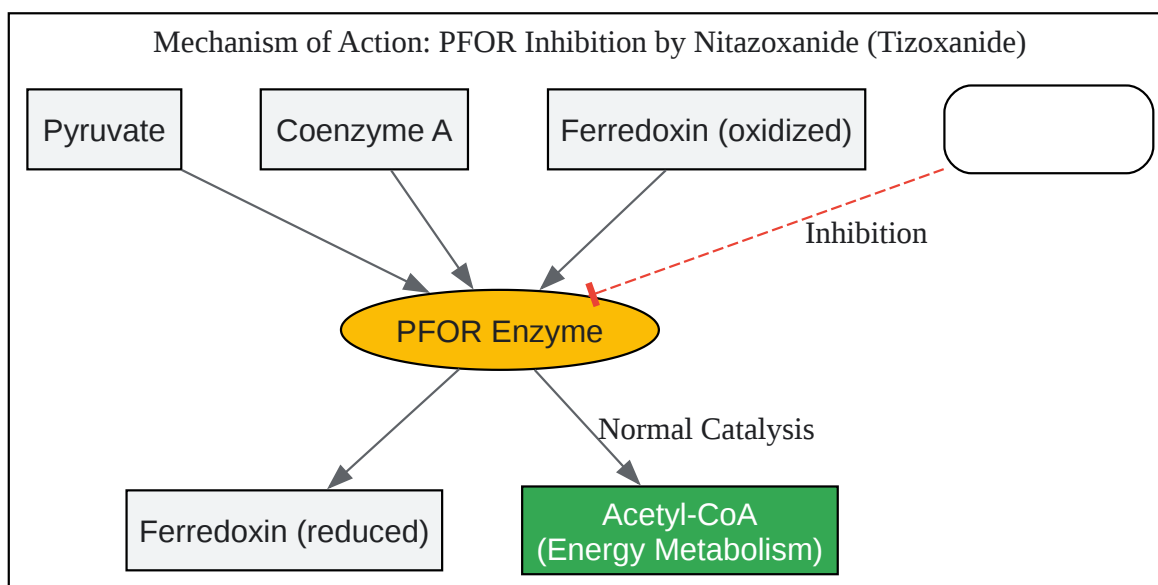 Mechanism of Action: PFOR Inhibition by Nitazoxanide (Tizoxanide)
Pyruvate
Coenzyme A
Ferredoxin (oxidized)
Inhibition
PFOR Enzyme
Normal Catalysis
Ferredoxin (reduced)
Acetyl-CoA
(Energy Metabolism)